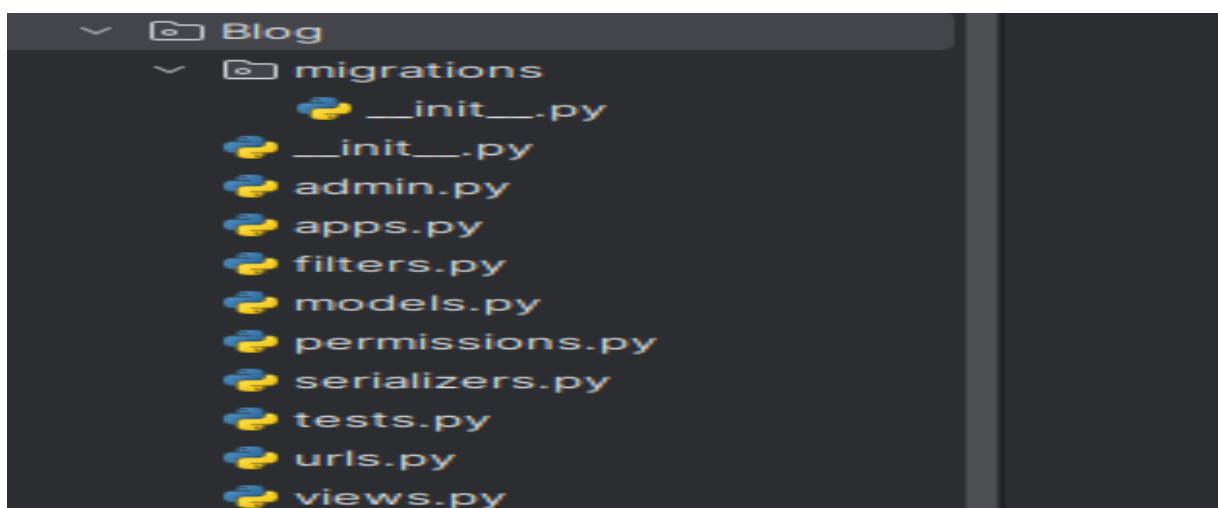 Blog
migrations
__init__.py
__init__.py
admin.py
apps.py
filters.py
models.py
permissions.py
serializers.py
tests.py
urls.py
views.py